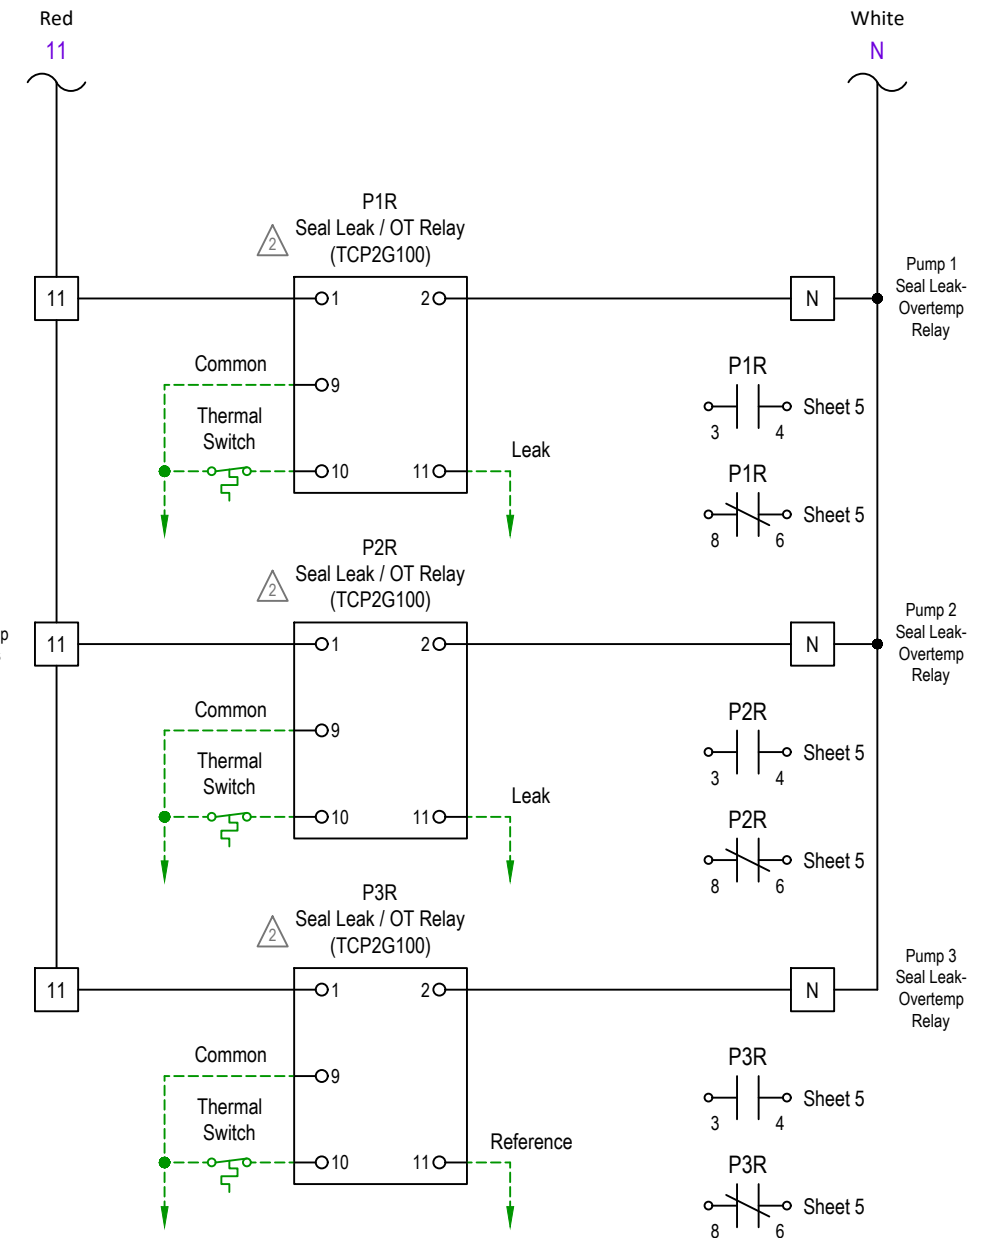 Red
White
11
N
P1R
Seal Leak / OT Relay
(TCP2G100)
2
11
1
2
N
Pump 1
Seal Leak-
Overtemp
Relay
Common
9
P1R
Sheet 5
3
4
Thermal
Switch
10
11
Leak
P1R
Sheet 5
8
6
P2R
Seal Leak / OT Relay
(TCP2G100)
2
p
11
1
2
N
Pump 2
Seal Leak-
Overtemp
Relay
Common
9
P2R
Sheet 5
3
4
Thermal
Switch
10
11
Leak
P2R
Sheet 5
8
6
P3R
Seal Leak / OT Relay
(TCP2G100)
2
11
1
2
N
Pump 3
Seal Leak-
Overtemp
Relay
Common
9
P3R
Sheet 5
3
4
Thermal
Switch
10
11
Reference
P3R
Sheet 5
8
6